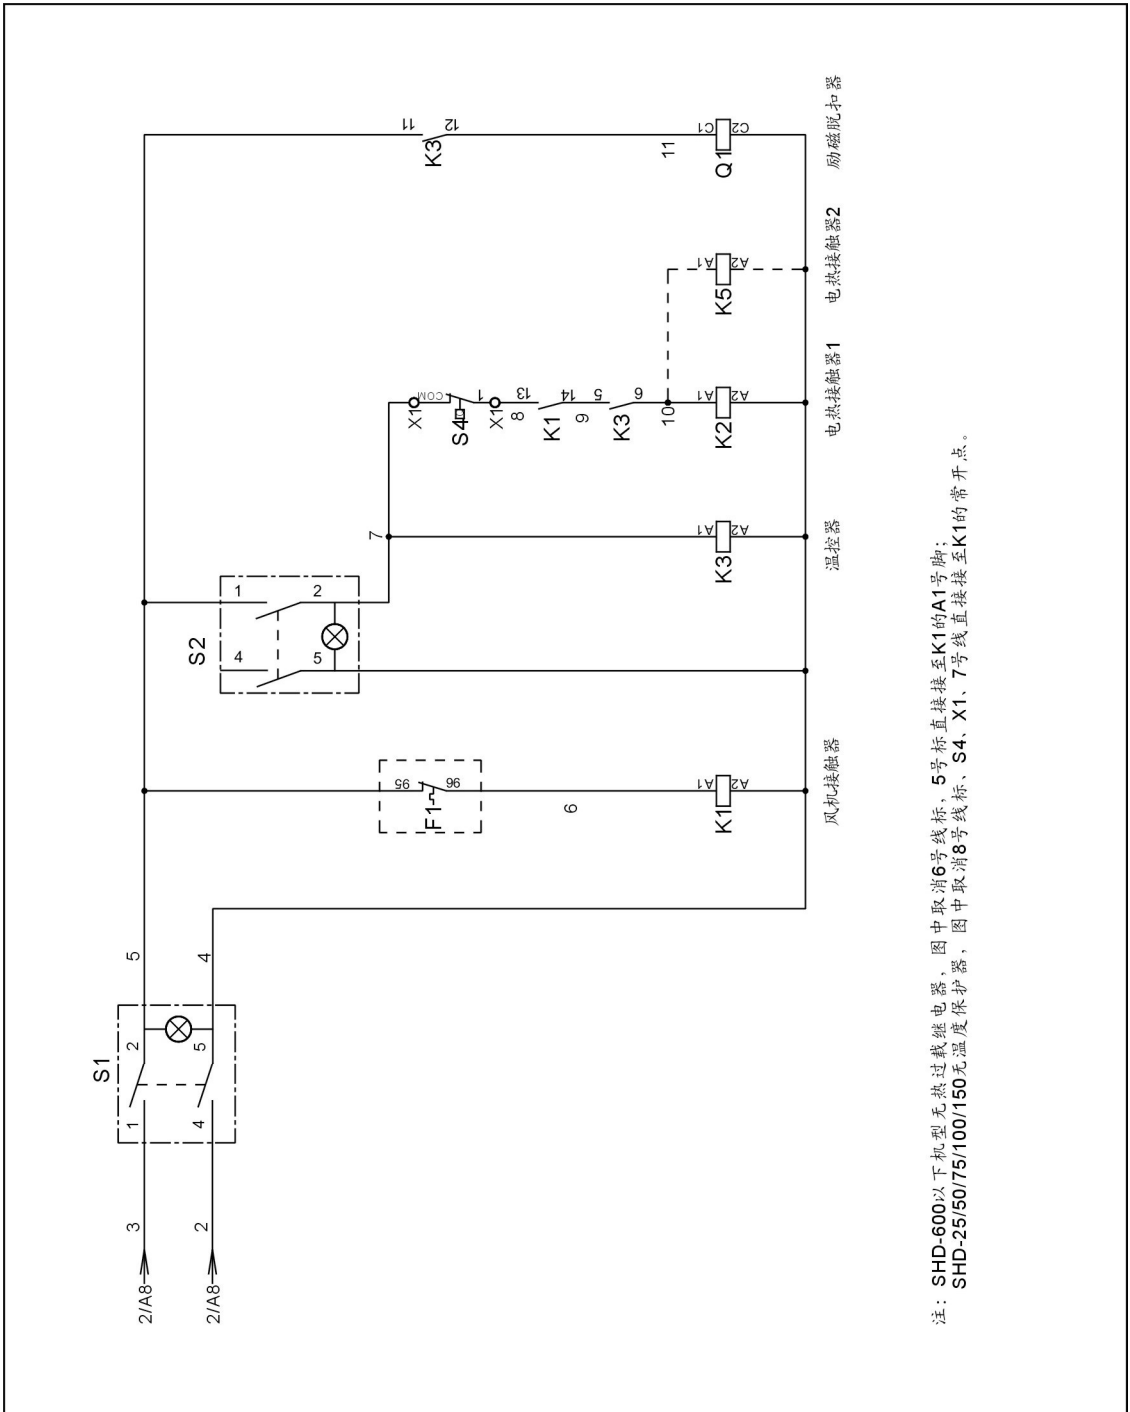 2/A8
3
2/A8
2
S1
1
2
4
5
5
4
F1
95
96
6
K1
A1
A2
风机接触器
S2
1
2
4
5
7
K3
A1
A2
温控器
X1
COM
S4
1
X1
8
13
K1
14
9
5
K3
6
10
K2
A1
A2
电热接触器1
K5
A1
A2
电热接触器2
11
K3
12
11
Q1
C1
C2
励磁脱扣器
注：SHD-600以下机型无热过载继电器，图中取消6号线标，5号标直接接至K1的A1号脚；
SHD-25/50/75/100/150无温度保护器，图中取消8号线标、S4、X1、7号线直接接至K1的常开点。